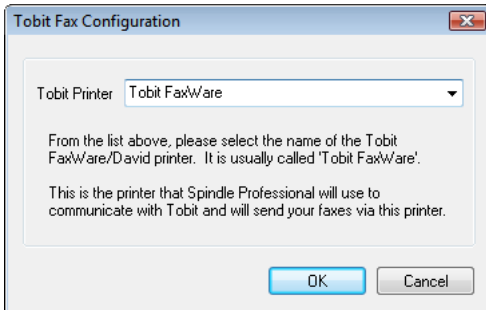 Tobit Fax Configuration
Tobit Printer Tobit FaxWare
From the list above, please select the name of the Tobit
FaxWare/David printer. It is usually called 'Tobit FaxWare'.
This is the printer that Spindle Professional will use to
communicate with Tobit and will send your faxes via this printer.
OK Cancel